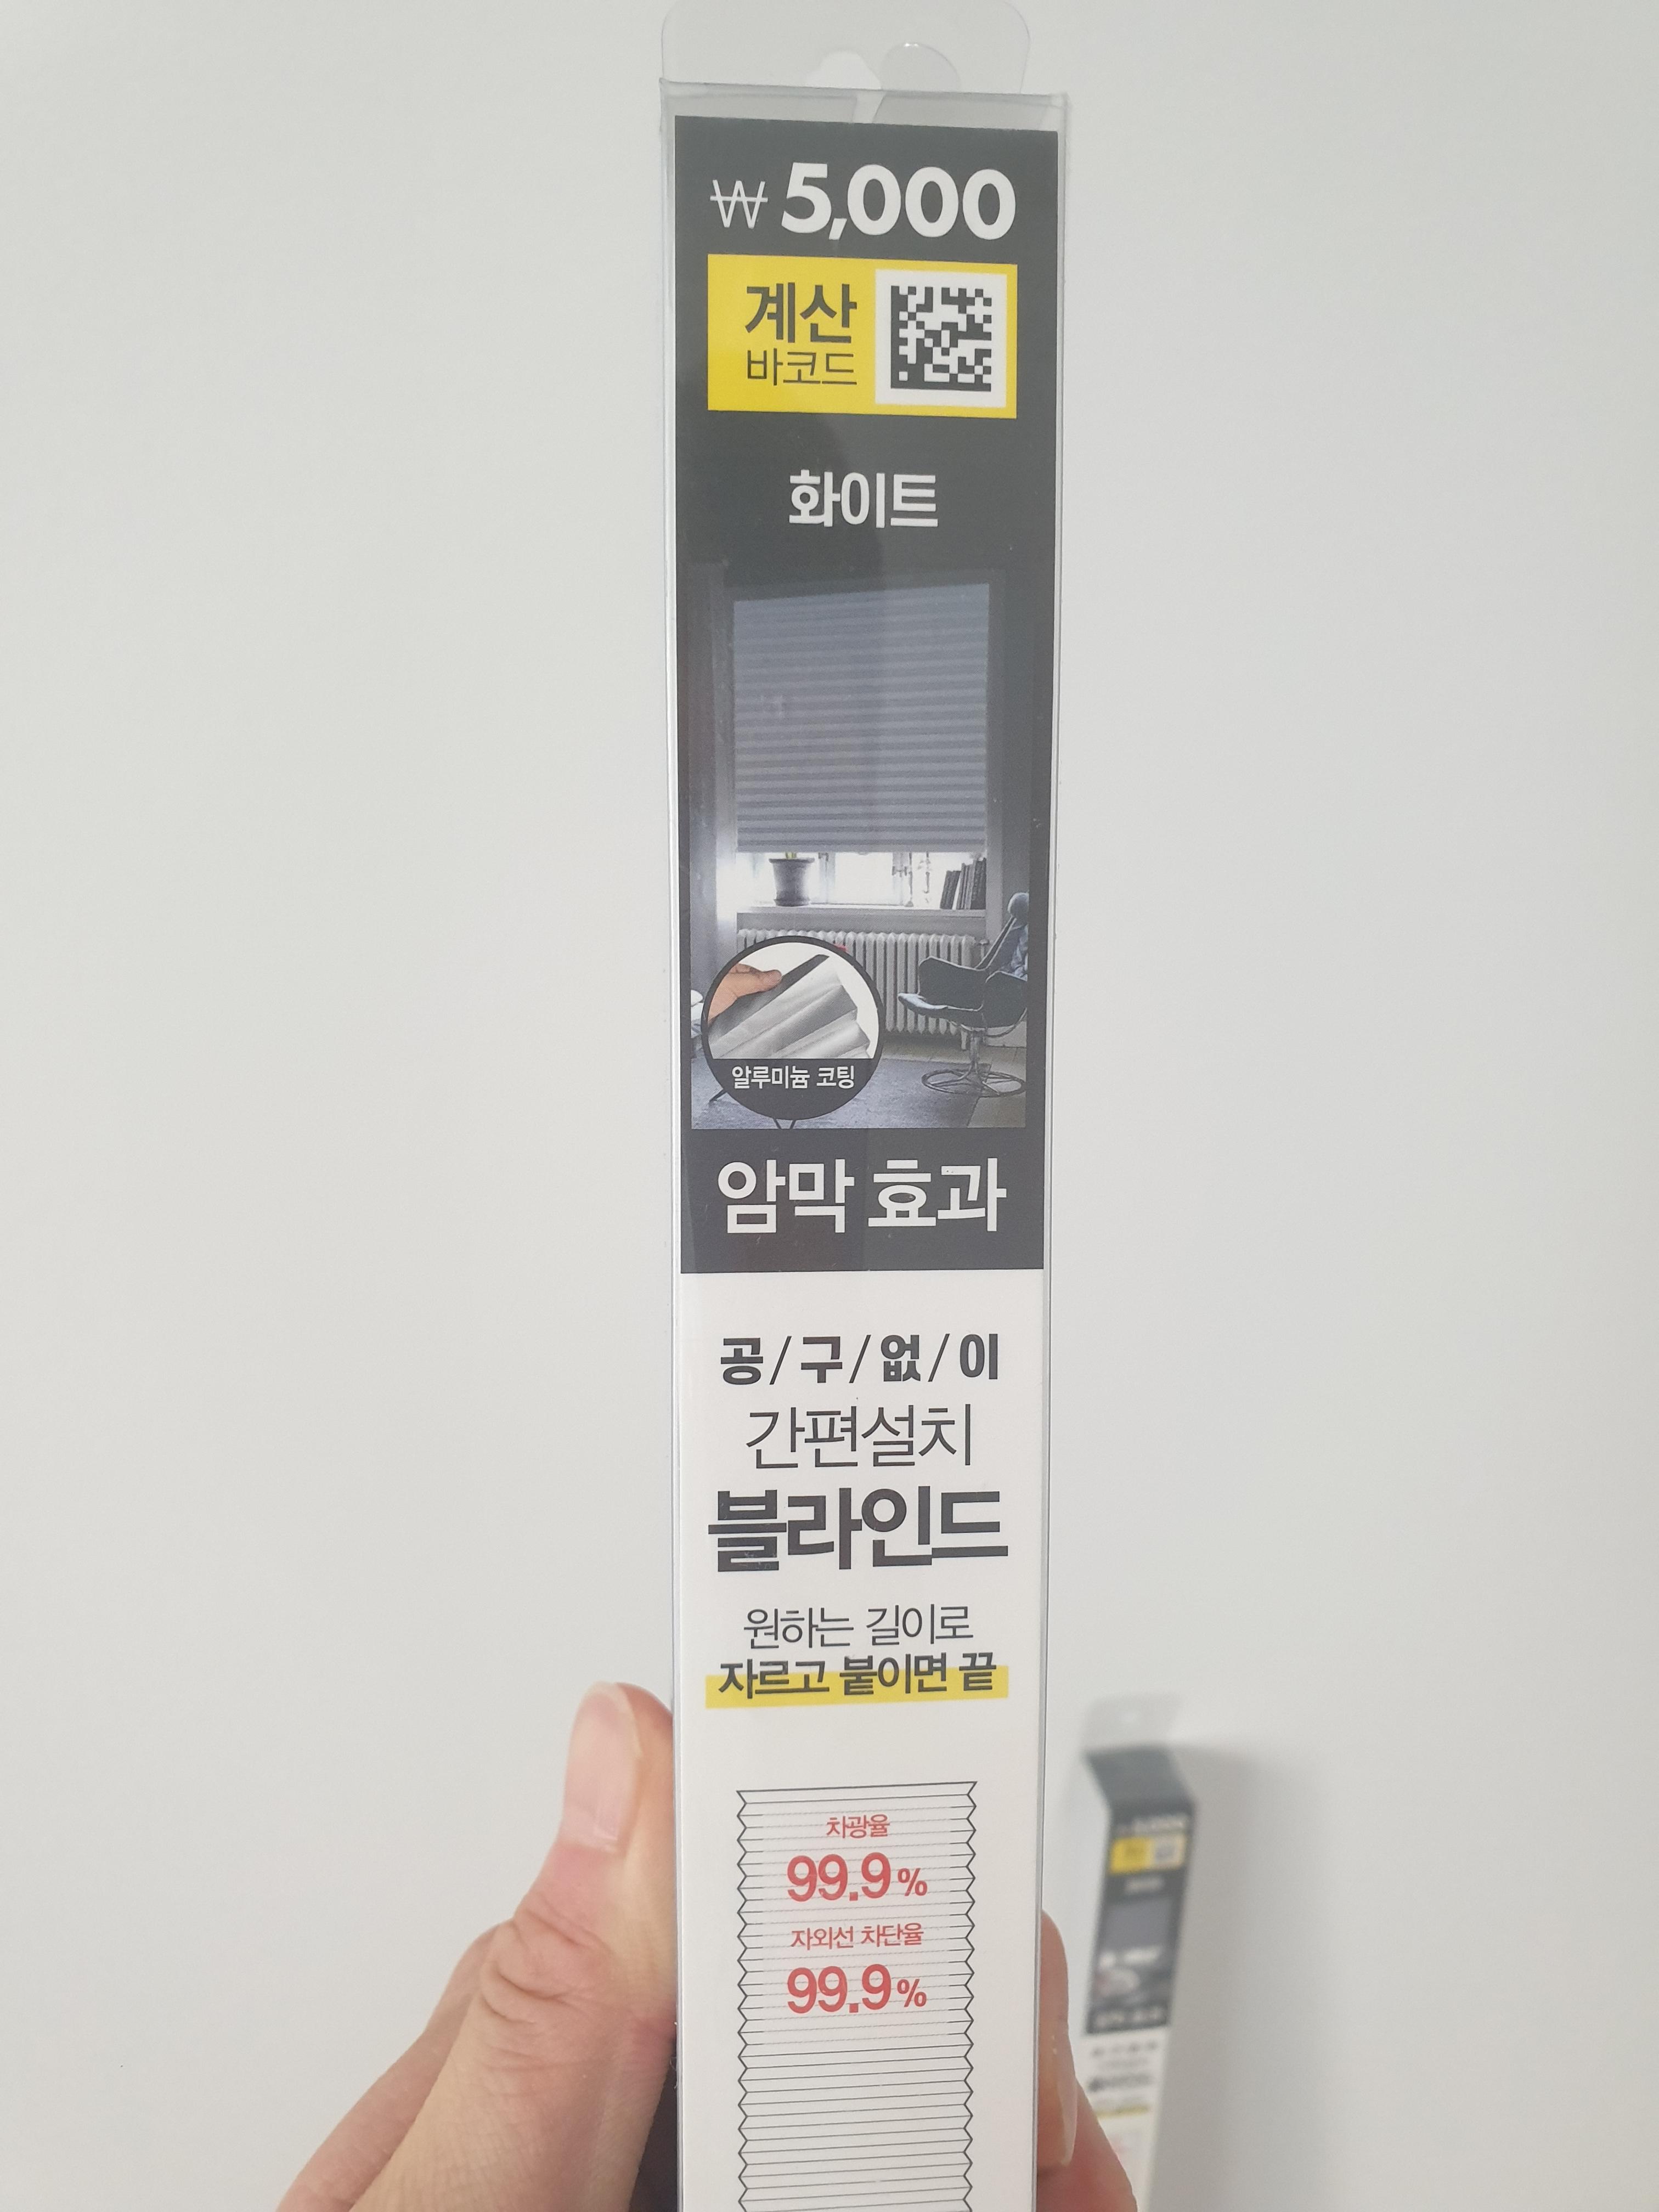 ₩5,000
계산
바코드
화이트
알루미늄 코팅
암막 효과
공/구/없/이
간편설치
블라인드
원하는 길이로
자르고 붙이면 끝
차광율
99.9%
자외선 차단율
99.9%